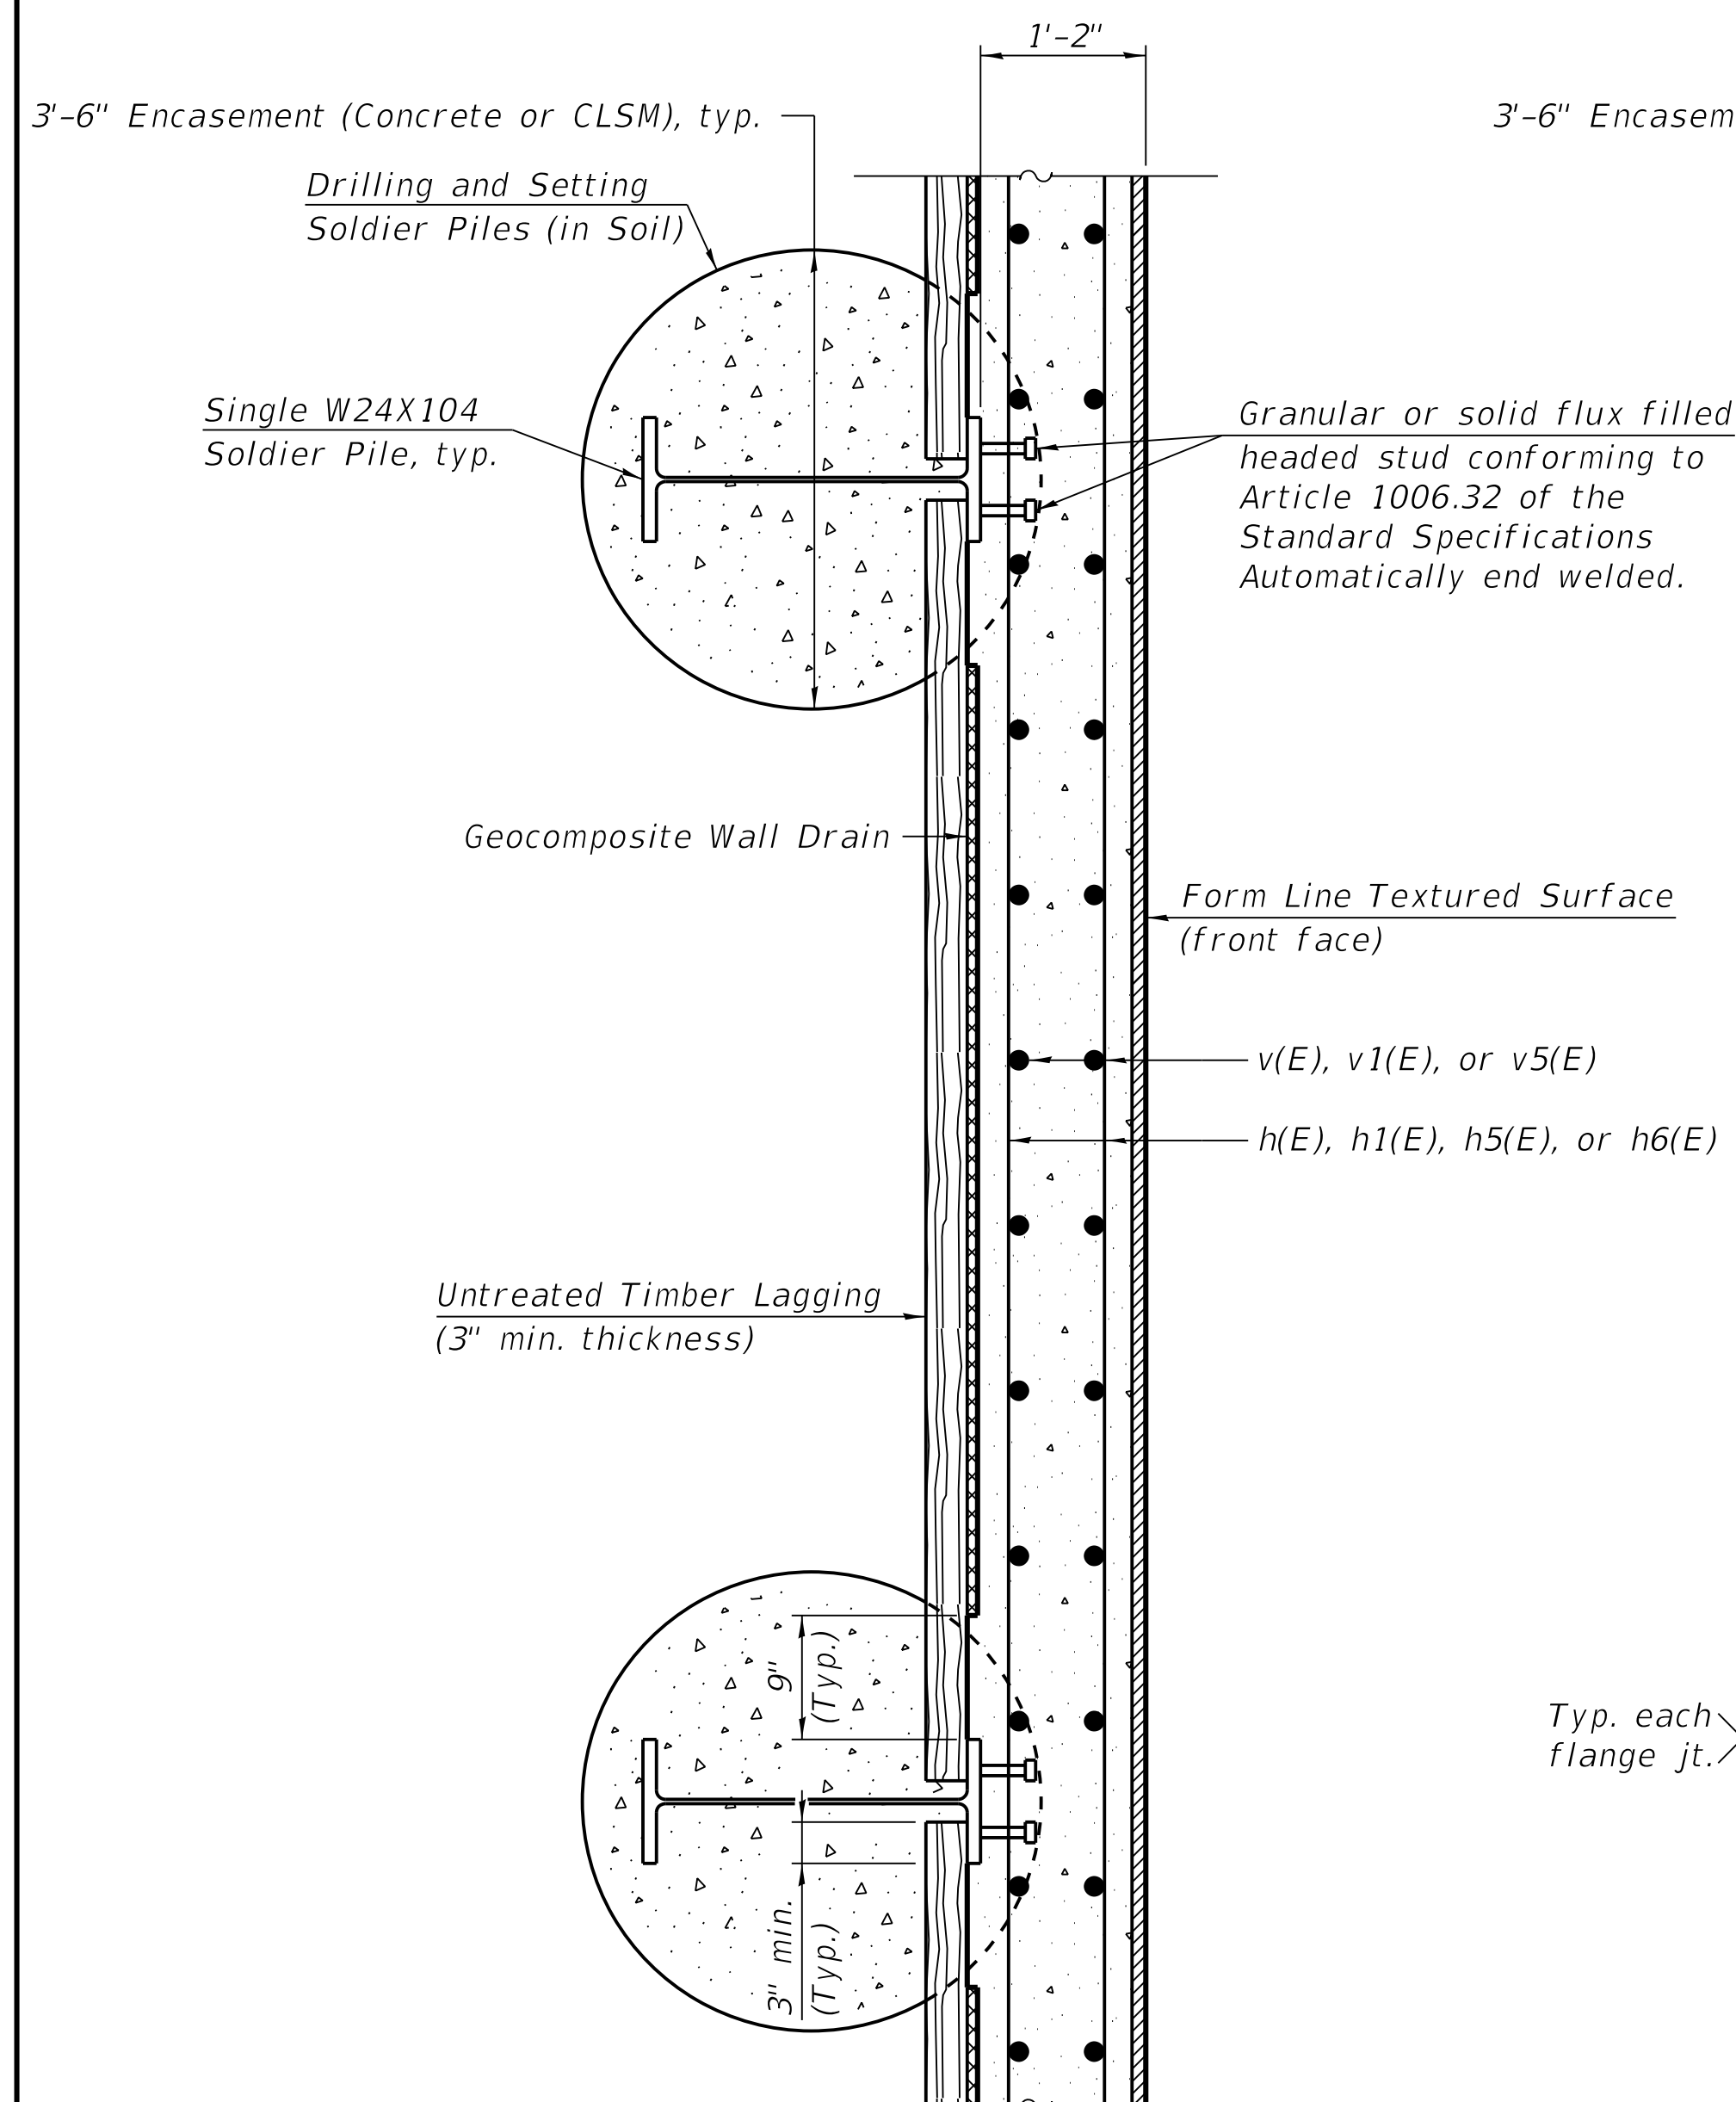 1'-2"
3'-6" Encasement (Concrete or CLSM), typ.
3'-6" Encasem
Drilling and Setting
Soldier Piles (in Soil)
Single W24X104
Soldier Pile, typ.
Granular or solid flux filled
headed stud conforming to
Article 1006.32 of the
Standard Specifications
Automatically end welded.
Geocomposite Wall Drain
Form Line Textured Surface
(front face)
v(E), v1(E), or v5(E)
h(E), h1(E), h5(E), or h6(E)
Untreated Timber Lagging
(3" min. thickness)
9"
(Typ.)
Typ. each
flange jt.
3" min.
(Typ.)